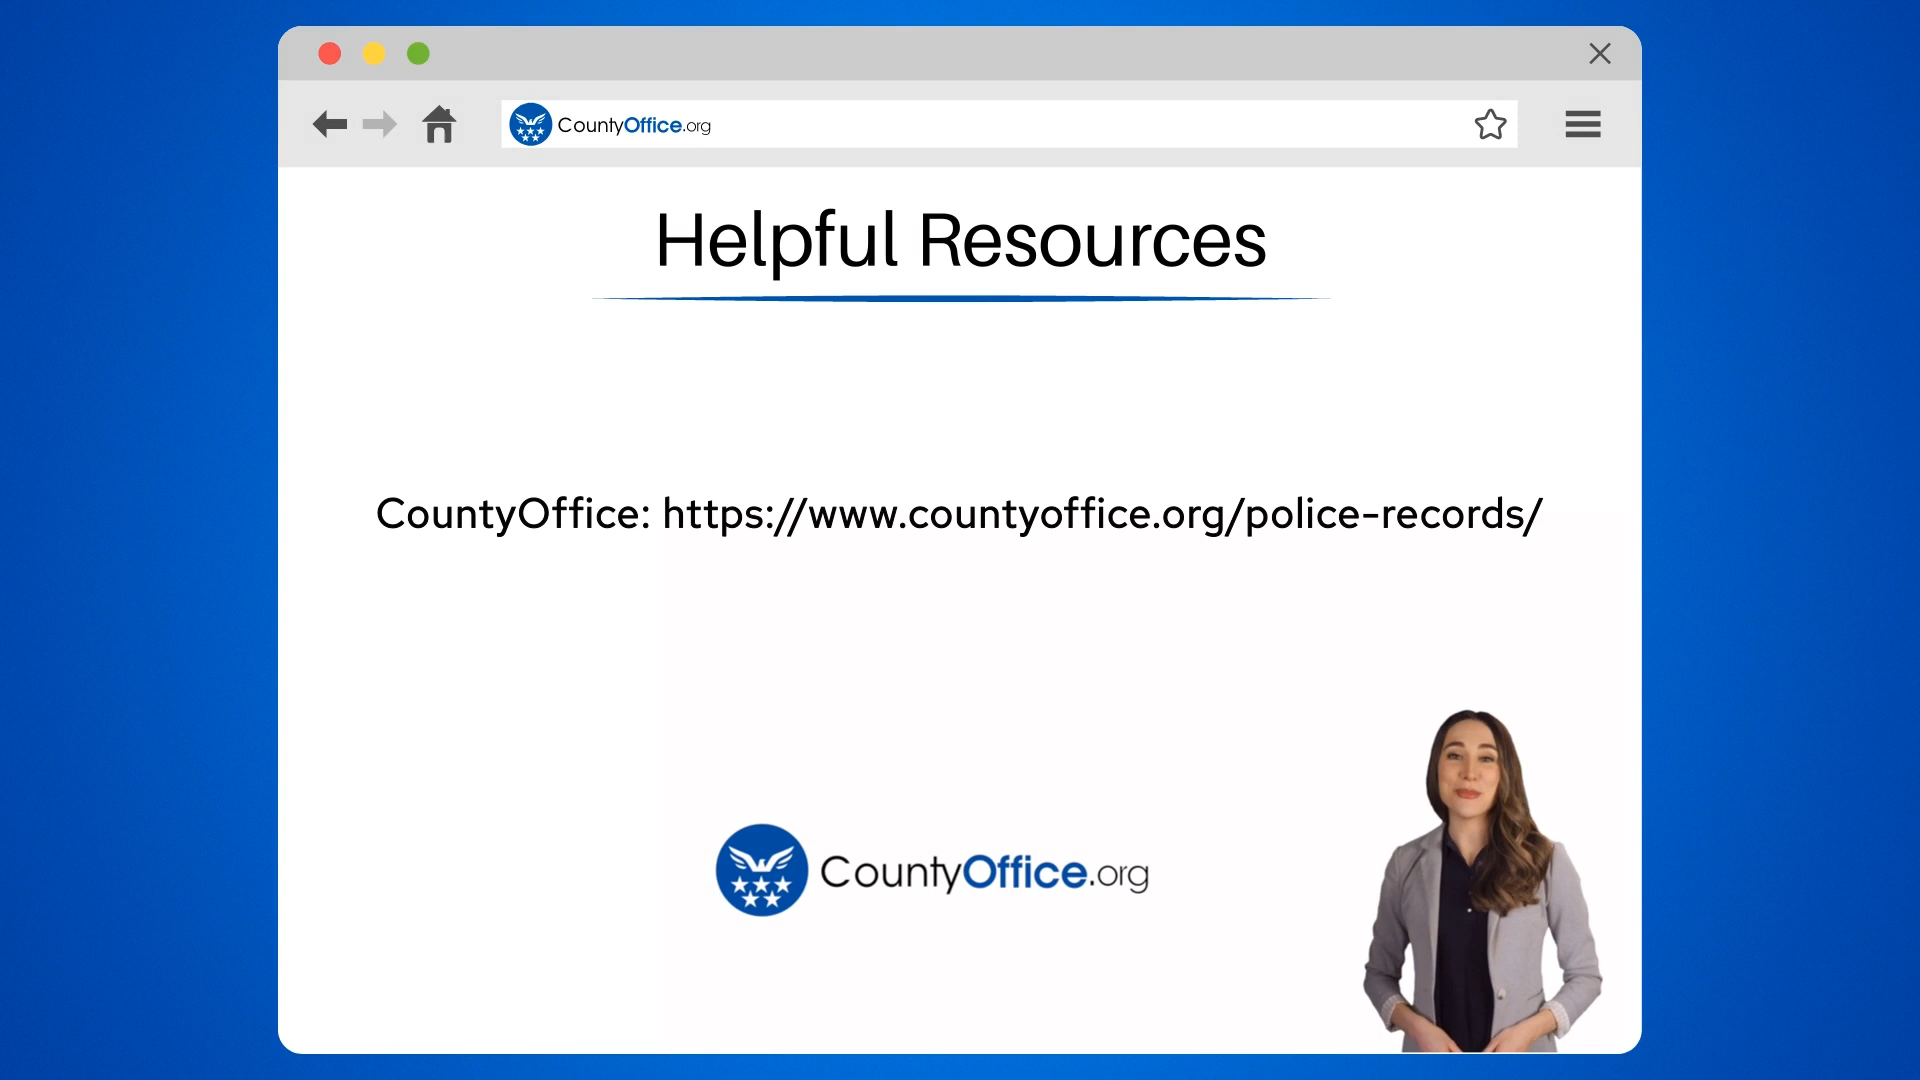 CountyOffice.org
Helpful Resources
CountyOffice: https://www.countyoffice.org/police-records/
CountyOffice.org